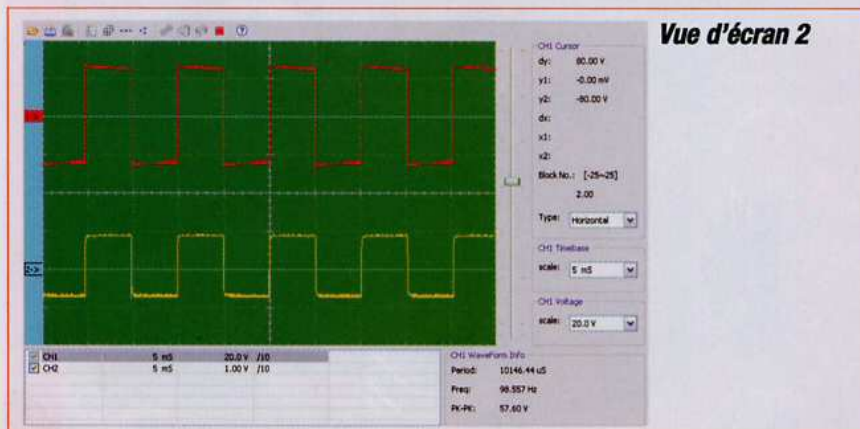 Vue d'écran 2
CH1 Cursor
dy: 80.00 V
y1: -0.00 mV
y2: -80.00 V
dx:
x1:
x2:
Block No.: [-25~25]
2.00
Type: Horizontal
CH1 Timebase
scale: 5 mS
CH1 Voltage
scale: 20.0 V
CH1 5 mS 20.0 V /10
CH2 5 mS 1.00 V /10
CH1 WaveForm Info
Period: 10146.44 uS
Freq: 98.557 Hz
PK-PK: 57.60 V